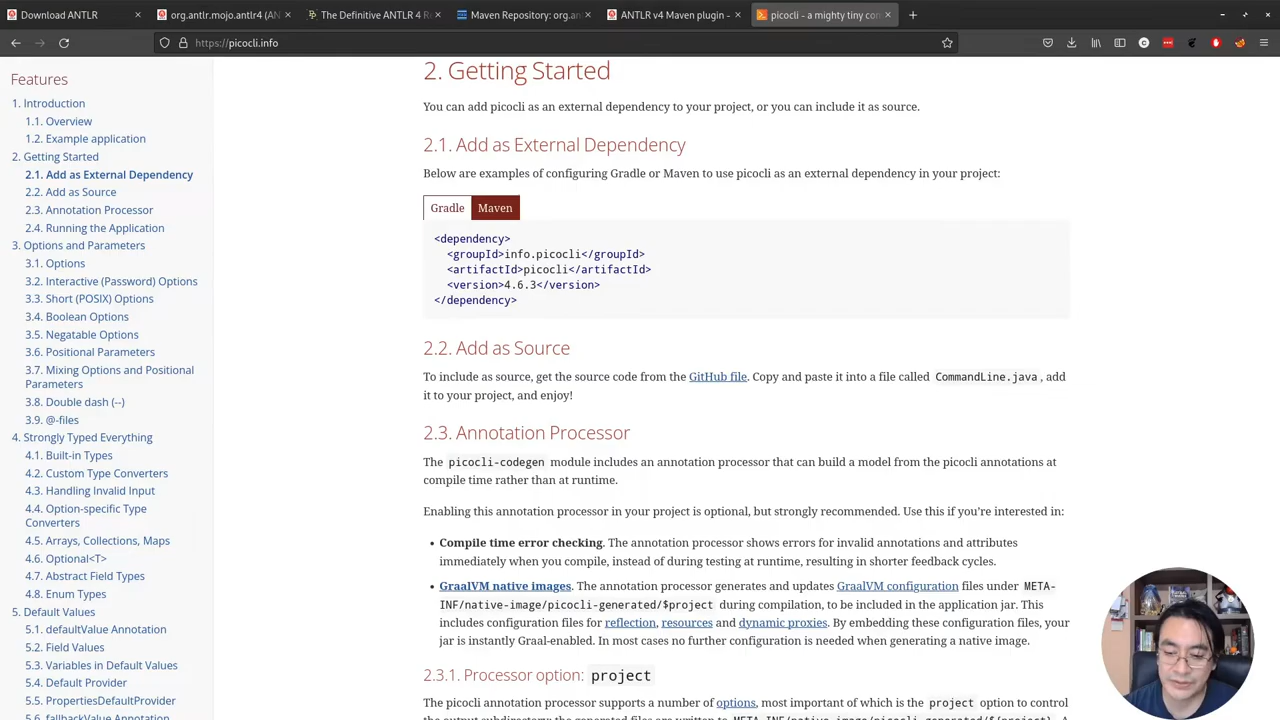 Download ANTLR
org.antlr.mojo.antlr4 (AN
The Definitive ANTLR 4 R
Maven Repository: org.an
ANTLR v4 Maven plugin –
picocli - a mighty tiny con
https://picocli.info
Features
1. Introduction
1.1. Overview
1.2. Example application
2. Getting Started
2.1. Add as External Dependency
2.2. Add as Source
2.3. Annotation Processor
2.4. Running the Application
3. Options and Parameters
3.1. Options
3.2. Interactive (Password) Options
3.3. Short (POSIX) Options
3.4. Boolean Options
3.5. Negatable Options
3.6. Positional Parameters
3.7. Mixing Options and Positional
Parameters
3.8. Double dash (--)
3.9. @-files
4. Strongly Typed Everything
4.1. Built-in Types
4.2. Custom Type Converters
4.3. Handling Invalid Input
4.4. Option-specific Type
Converters
4.5. Arrays, Collections, Maps
4.6. Optional<T>
4.7. Abstract Field Types
4.8. Enum Types
5. Default Values
5.1. defaultValue Annotation
5.2. Field Values
5.3. Variables in Default Values
5.4. Default Provider
5.5. PropertiesDefaultProvider
5.6. fallbackValue Annotation
2. Getting Started
You can add picocli as an external dependency to your project, or you can include it as source.
2.1. Add as External Dependency
Below are examples of configuring Gradle or Maven to use picocli as an external dependency in your project:
Gradle Maven
<dependency>
<groupId>info.picocli</groupId>
<artifactId>picocli</artifactId>
<version>4.6.3</version>
</dependency>
2.2. Add as Source
To include as source, get the source code from the GitHub file. Copy and paste it into a file called CommandLine.java, add
it to your project, and enjoy!
2.3. Annotation Processor
The picocli-codegen module includes an annotation processor that can build a model from the picocli annotations at
compile time rather than at runtime.
Enabling this annotation processor in your project is optional, but strongly recommended. Use this if you’re interested in:
• Compile time error checking. The annotation processor shows errors for invalid annotations and attributes
immediately when you compile, instead of during testing at runtime, resulting in shorter feedback cycles.
• GraalVM native images. The annotation processor generates and updates GraalVM configuration files under META-
INF/native-image/picocli-generated/$project during compilation, to be included in the application jar. This
includes configuration files for reflection, resources and dynamic proxies. By embedding these configuration files, your
jar is instantly Graal-enabled. In most cases no further configuration is needed when generating a native image.
2.3.1. Processor option: project
The picocli annotation processor supports a number of options, most important of which is the project option to control
the output subdirectory: the generated files are written to META-INF/native-image/picocli-generated/${project}. A